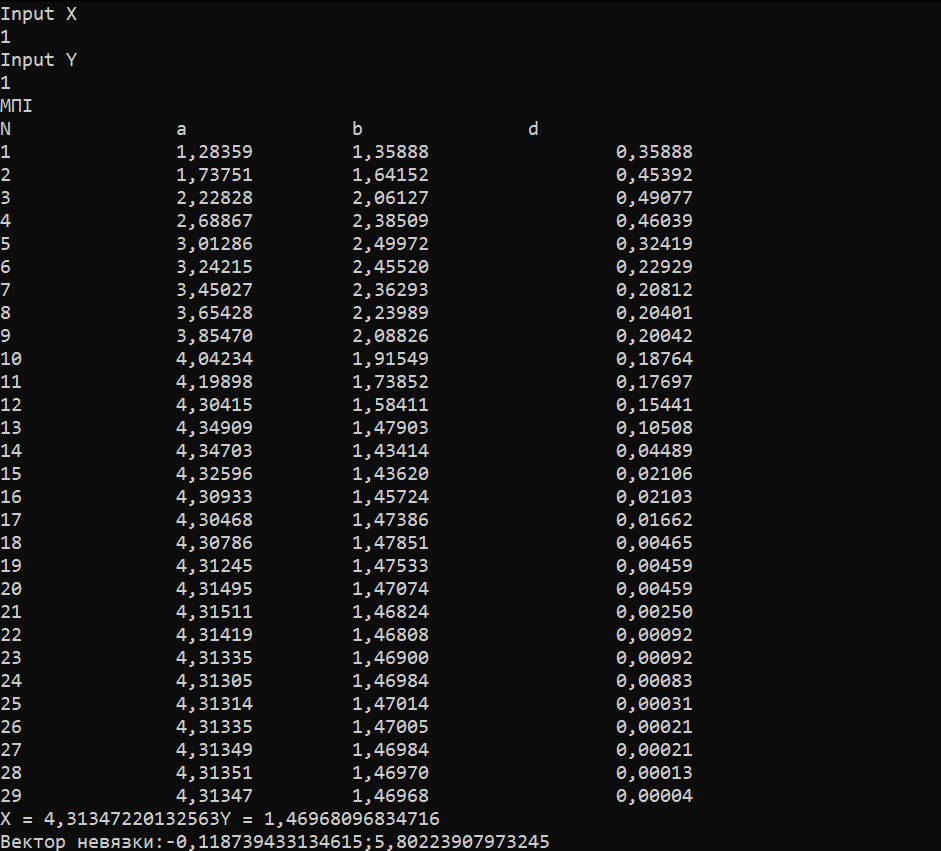 Input X
1
Input Y
1
МПІ
N a b d
1 1,28359 1,35888 0,35888
2 1,73751 1,64152 0,45392
3 2,22828 2,06127 0,49077
4 2,68867 2,38509 0,46039
5 3,01286 2,49972 0,32419
6 3,24215 2,45520 0,22929
7 3,45027 2,36293 0,20812
8 3,65428 2,23989 0,20401
9 3,85470 2,08826 0,20042
10 4,04234 1,91549 0,18764
11 4,19898 1,73852 0,17697
12 4,30415 1,58411 0,15441
13 4,34909 1,47903 0,10508
14 4,34703 1,43414 0,04489
15 4,32596 1,43620 0,02106
16 4,30933 1,45724 0,02103
17 4,30468 1,47386 0,01662
18 4,30786 1,47851 0,00465
19 4,31245 1,47533 0,00459
20 4,31495 1,47074 0,00459
21 4,31511 1,46824 0,00250
22 4,31419 1,46808 0,00092
23 4,31335 1,46900 0,00092
24 4,31305 1,46984 0,00083
25 4,31314 1,47014 0,00031
26 4,31335 1,47005 0,00021
27 4,31349 1,46984 0,00021
28 4,31351 1,46970 0,00013
29 4,31347 1,46968 0,00004
X = 4,31347220132563Y = 1,46968096834716
Вектор невязки:-0,118739433134615;5,80223907973245